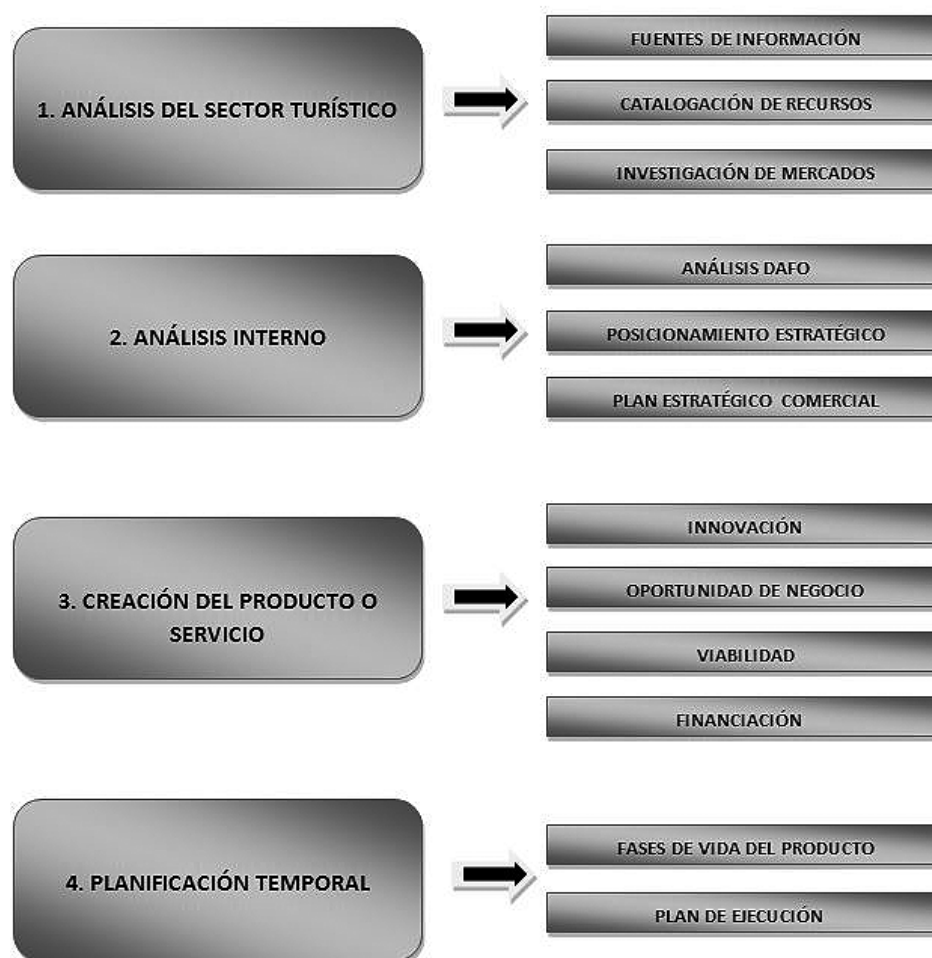 1. ANÁLISIS DEL SECTOR TURÍSTICO
FUENTES DE INFORMACIÓN
CATALOGACIÓN DE RECURSOS
INVESTIGACIÓN DE MERCADOS
2. ANÁLISIS INTERNO
ANÁLISIS DAFO
POSICIONAMIENTO ESTRATÉGICO
PLAN ESTRATÉGICO COMERCIAL
3. CREACIÓN DEL PRODUCTO O
SERVICIO
INNOVACIÓN
OPORTUNIDAD DE NEGOCIO
VIABILIDAD
FINANCIACIÓN
4. PLANIFICACIÓN TEMPORAL
FASES DE VIDA DEL PRODUCTO
PLAN DE EJECUCIÓN